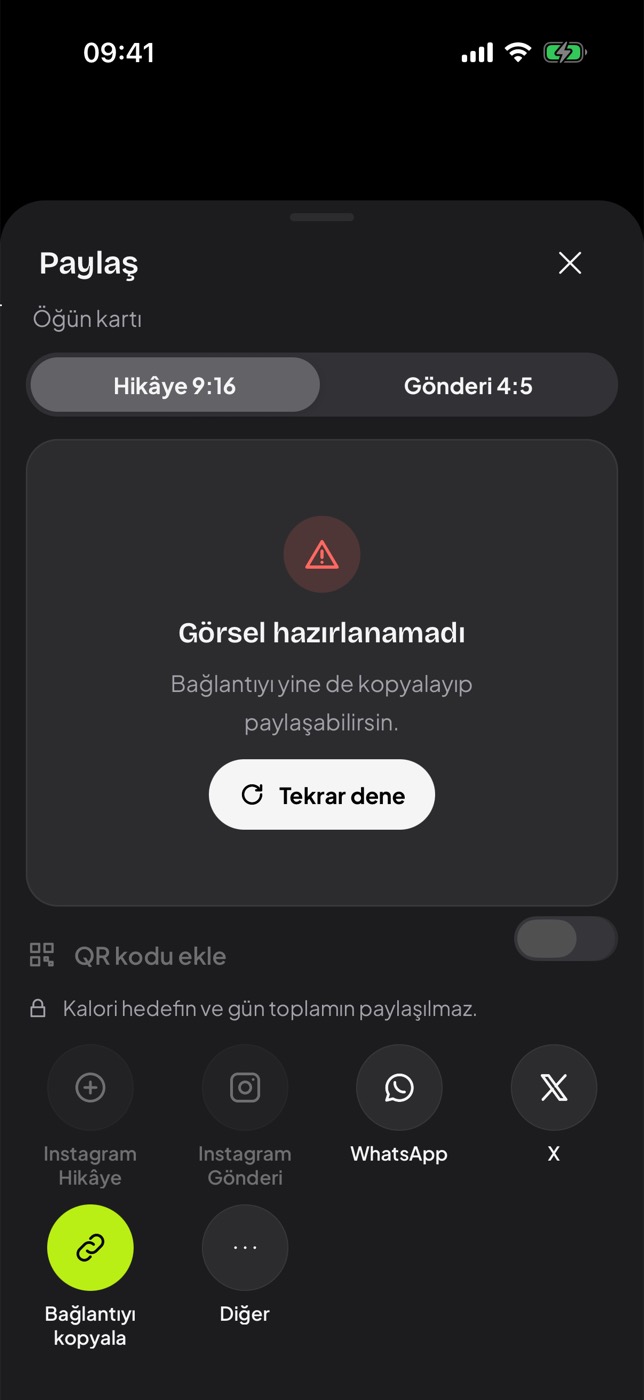 09:41
Paylaş
Öğün kartı
Hikâye 9:16
Gönderi 4:5
Görsel hazırlanamadı
Bağlantıyı yine de kopyalayıp
paylaşabilirsin.
Tekrar dene
QR kodu ekle
Kalori hedefin ve gün toplamın paylaşılmaz.
Instagram
Hikâye
Instagram
Gönderi
WhatsApp
X
Bağlantıyı
kopyala
Diğer